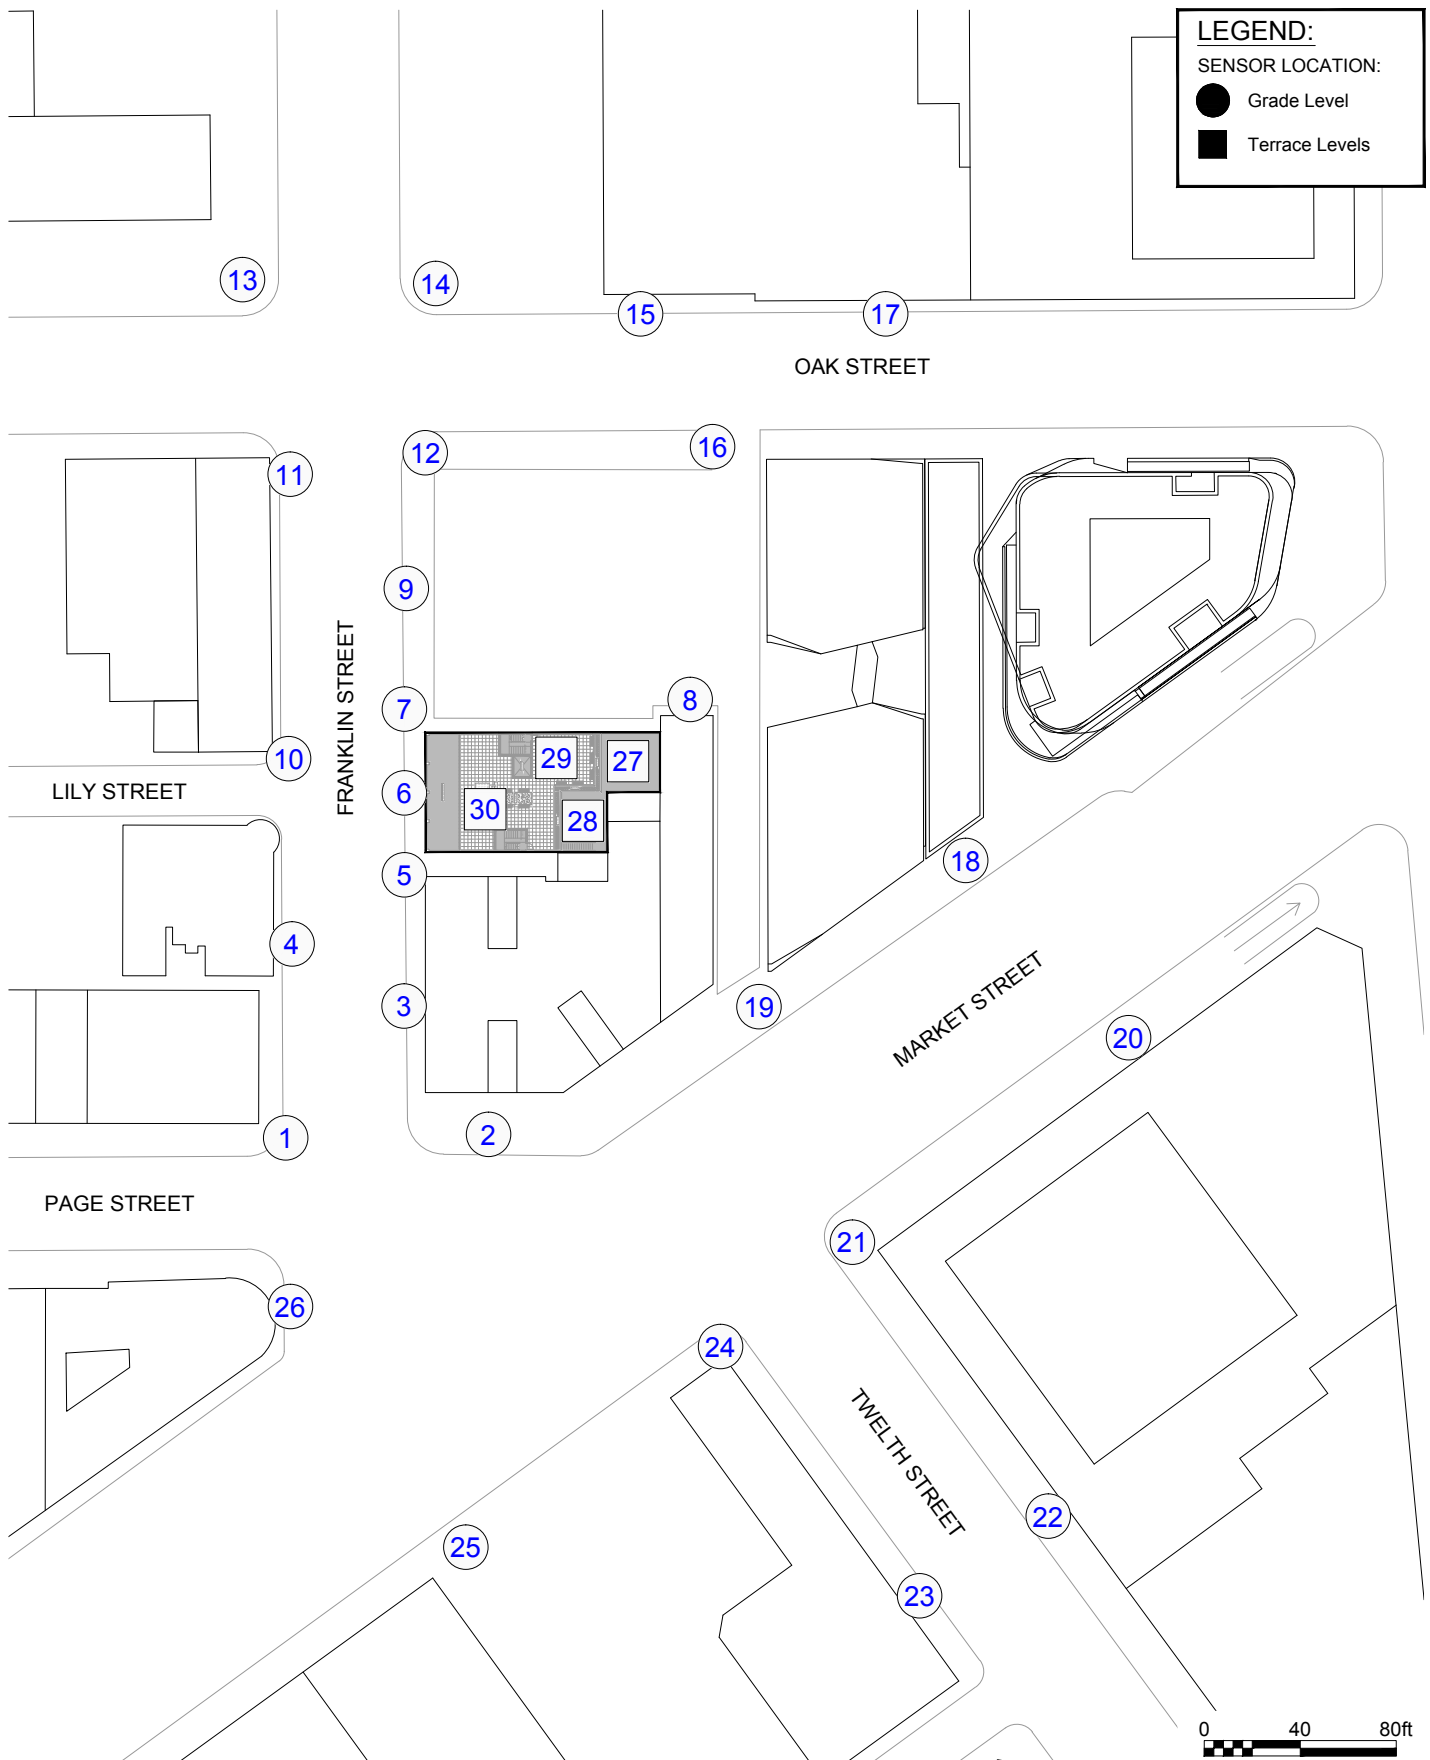 LEGEND:
SENSOR LOCATION:
Grade Level
Terrace Levels
13
14
15
17
OAK STREET
12
16
11
9
FRANKLIN STREET
8
7
10
29
27
LILY STREET
6
30
28
18
5
4
3
19
MARKET STREET
20
2
1
PAGE STREET
21
26
24
TWELTH STREET
22
25
23
0 40 80ft